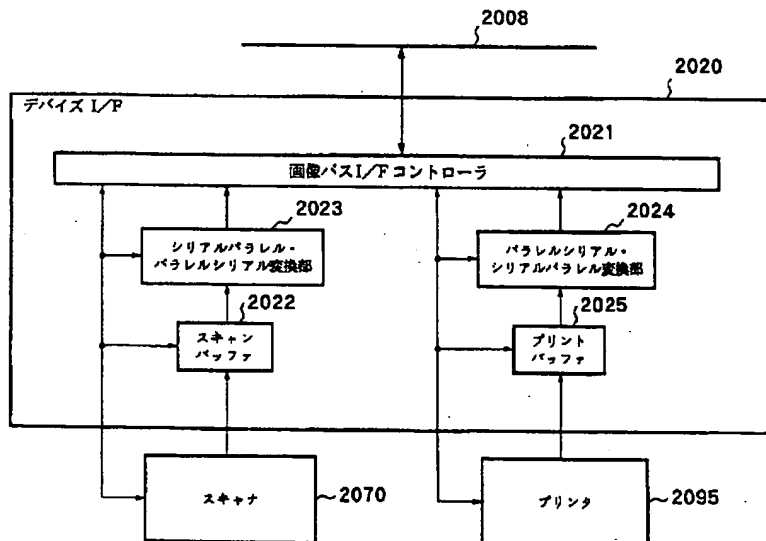 2008
2020
デバイズ I/F
2021
画像バスI/F コントローラ
2023
シリアルパラレル・
パラレルシリアル変換部
2024
パラレルシリアル・
シリアルパラレル変換部
2022
スキャン
バッファ
2025
プリント
バッファ
スキャナ
2070
プリンタ
2095